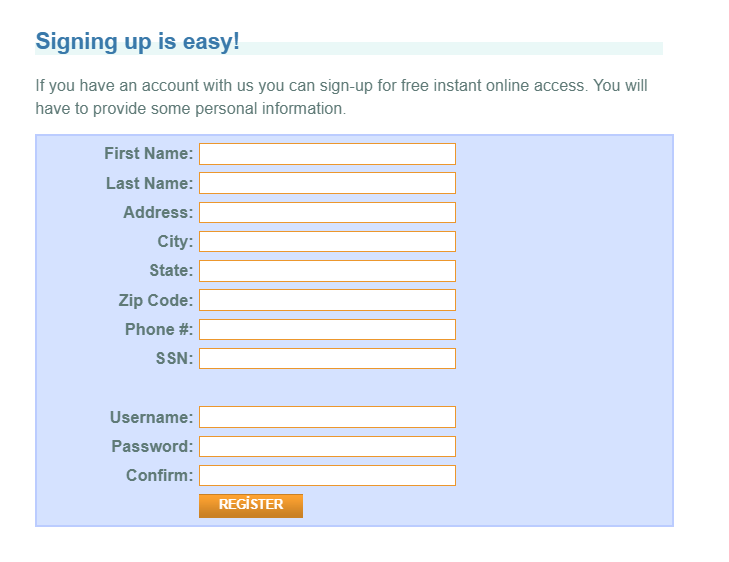 Signing up is easy!
If you have an account with us you can sign-up for free instant online access. You will
have to provide some personal information.
First Name:
Last Name:
Address:
City:
State:
Zip Code:
Phone #:
SSN:
Username:
Password:
Confirm:
REGİSTER